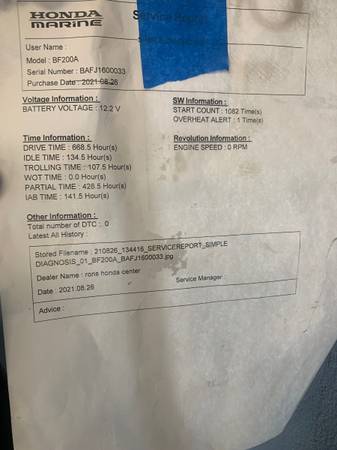 HONDA
MARINE
Service Report
User Name :
Model : BF200A
Serial Number : BAFJ1600033
Purchase Date : 2021.08.26
Voltage Information :
BATTERY VOLTAGE : 12.2 V
SW Information :
START COUNT : 1082 Time(s)
OVERHEAT ALERT : 1 Time(s)
Time Information :
DRIVE TIME : 668.5 Hour(s)
IDLE TIME : 134.5 Hour(s)
TROLLING TIME : 107.5 Hour(s)
WOT TIME : 0.0 Hour(s)
PARTIAL TIME : 426.5 Hour(s)
IAB TIME : 141.5 Hour(s)
Revolution Information :
ENGINE SPEED : 0 RPM
Other Information :
Total number of DTC : 0
Latest All History :
Stored Filename : 210826_134416_SERVICEREPORT_SIMPLE
DIAGNOSIS_01_BF200A_BAFJ1600033.jpg
Dealer Name : rons honda center
Date : 2021.08.26
Service Manager :
Advice :